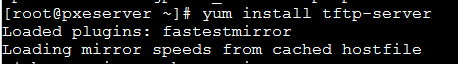 [root@pxeserver ~]# yum install tftp-server
Loaded plugins: fastestmirror
Loading mirror speeds from cached hostfile